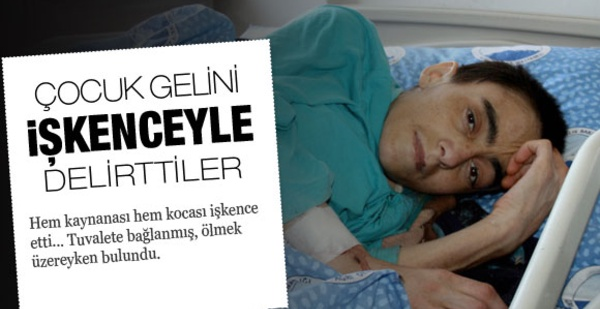 ÇOCUK GELİNİ
İŞKENCEYLE
DELİRTTİLER
Hem kaynanası hem kocası işkence
etti... Tuvalete bağlanmış, ölmek
üzereyken bulundu.